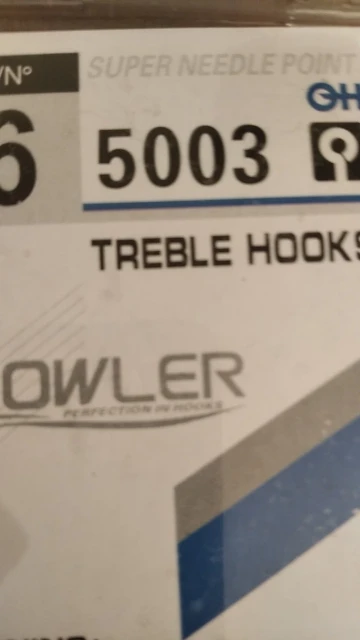 /N°
SUPER NEEDLE POINT
6
5003
TREBLE HOOKS
OWLER
PERFECTION IN HOOKS